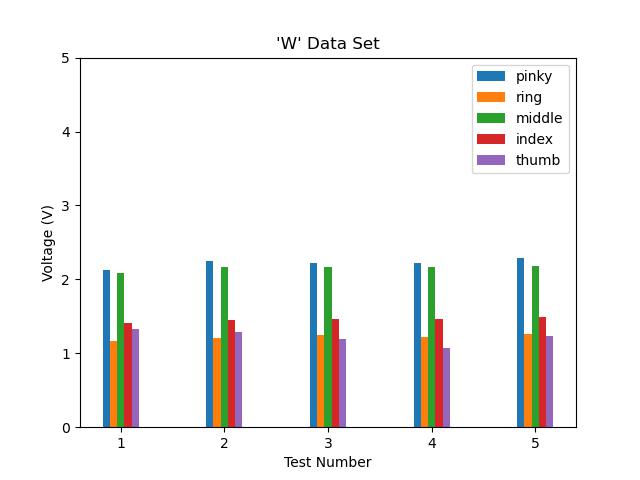 'W' Data Set
Voltage (V)
5
4
3
2
1
0
pinky
ring
middle
index
thumb
1 2 3 4 5
Test Number